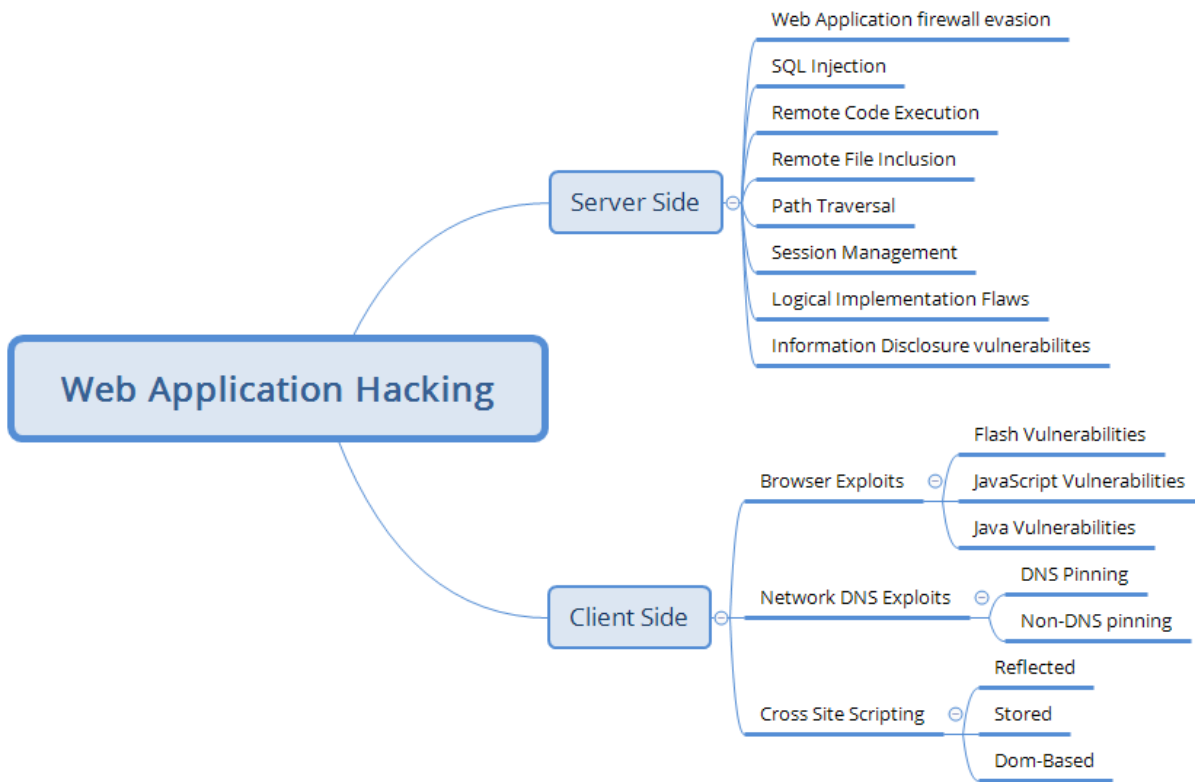 Web Application Hacking
Server Side
Web Application firewall evasion
SQL Injection
Remote Code Execution
Remote File Inclusion
Path Traversal
Session Management
Logical Implementation Flaws
Information Disclosure vulnerabilites
Client Side
Browser Exploits
Flash Vulnerabilities
JavaScript Vulnerabilities
Java Vulnerabilities
Network DNS Exploits
DNS Pinning
Non-DNS pinning
Cross Site Scripting
Reflected
Stored
Dom-Based